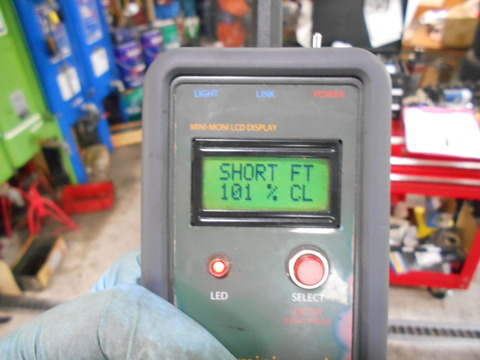 LIGHT LINK POWER
MINI-MONI LCD DISPLAY
SHORT FT
101 % CL
LED SELECT